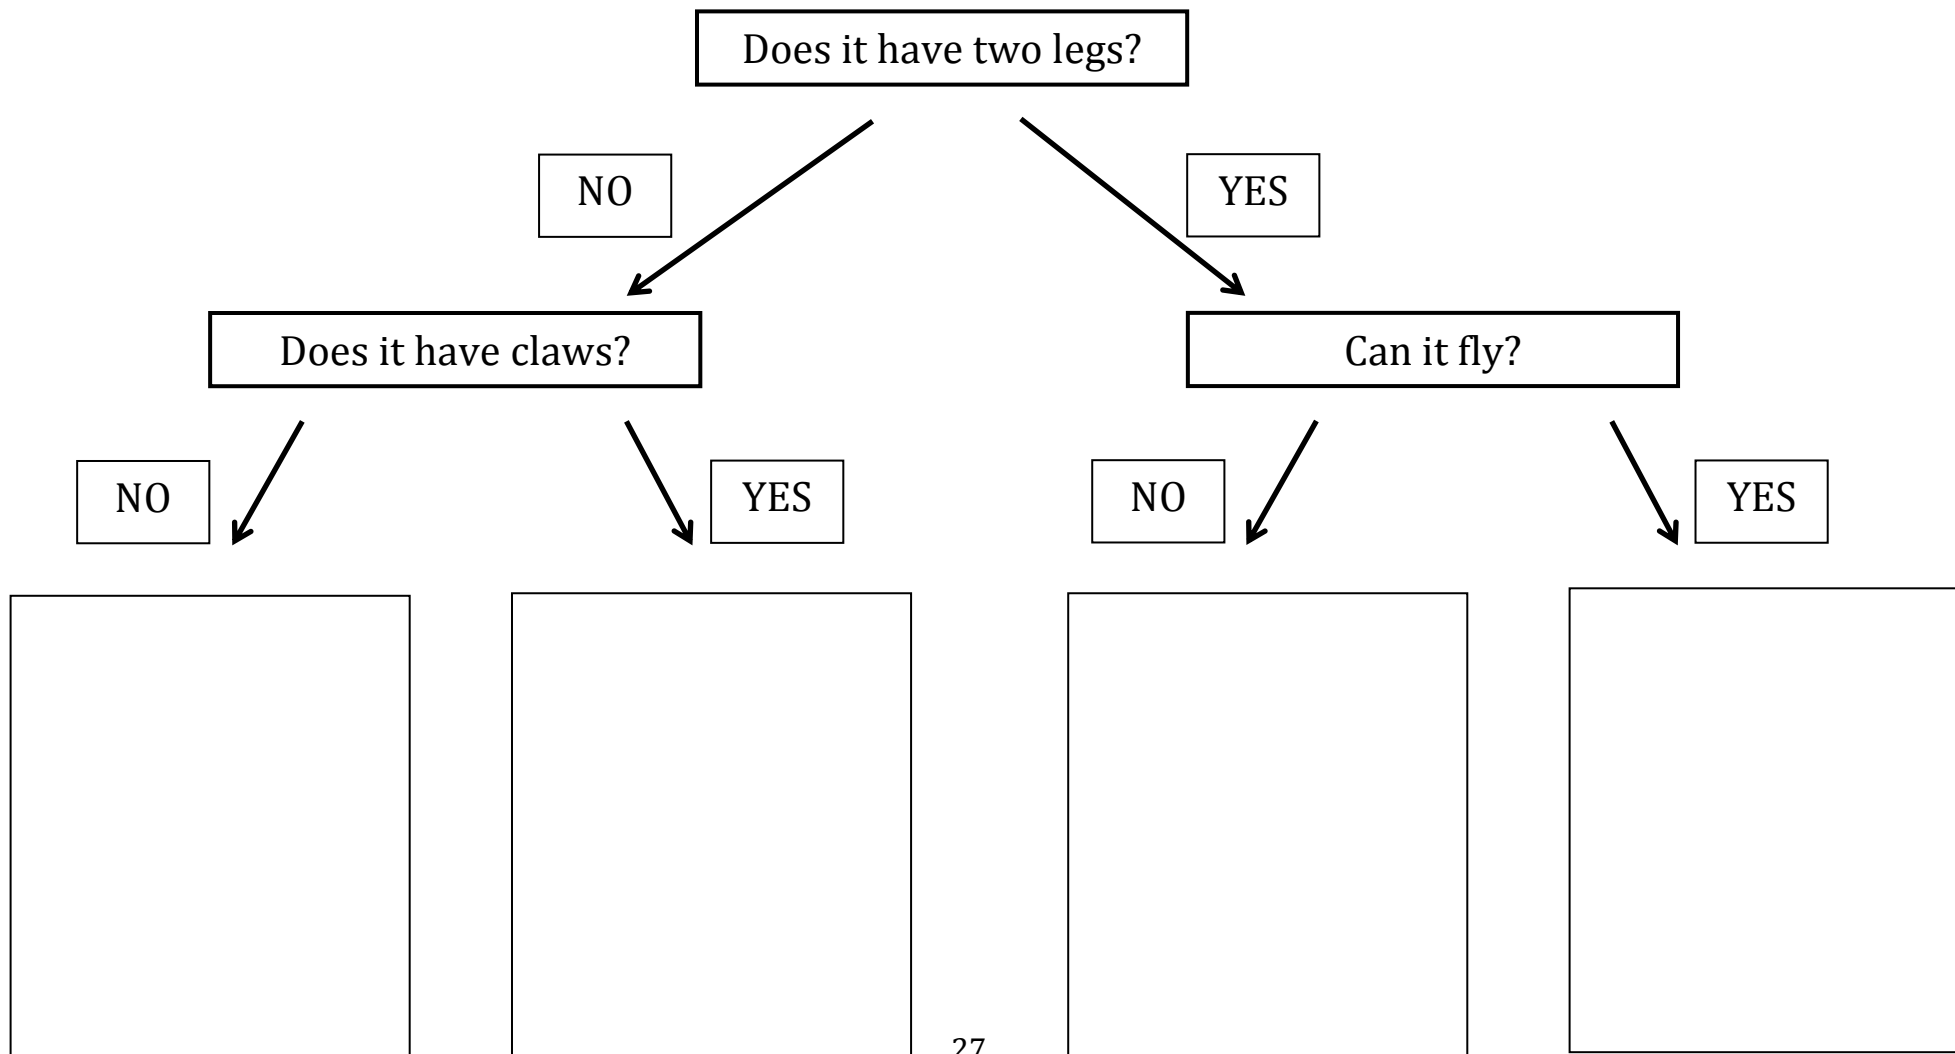 Does it have two legs?
NO
YES
Does it have claws?
Can it fly?
NO
YES
NO
YES
27